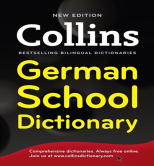 NEW EDITION
Collins
BESTSELLING BILINGUAL DICTIONARIES
German
School
Dictionary
Comprehensive dictionaries. Always free online.
Join us at www.collinsdictionary.com